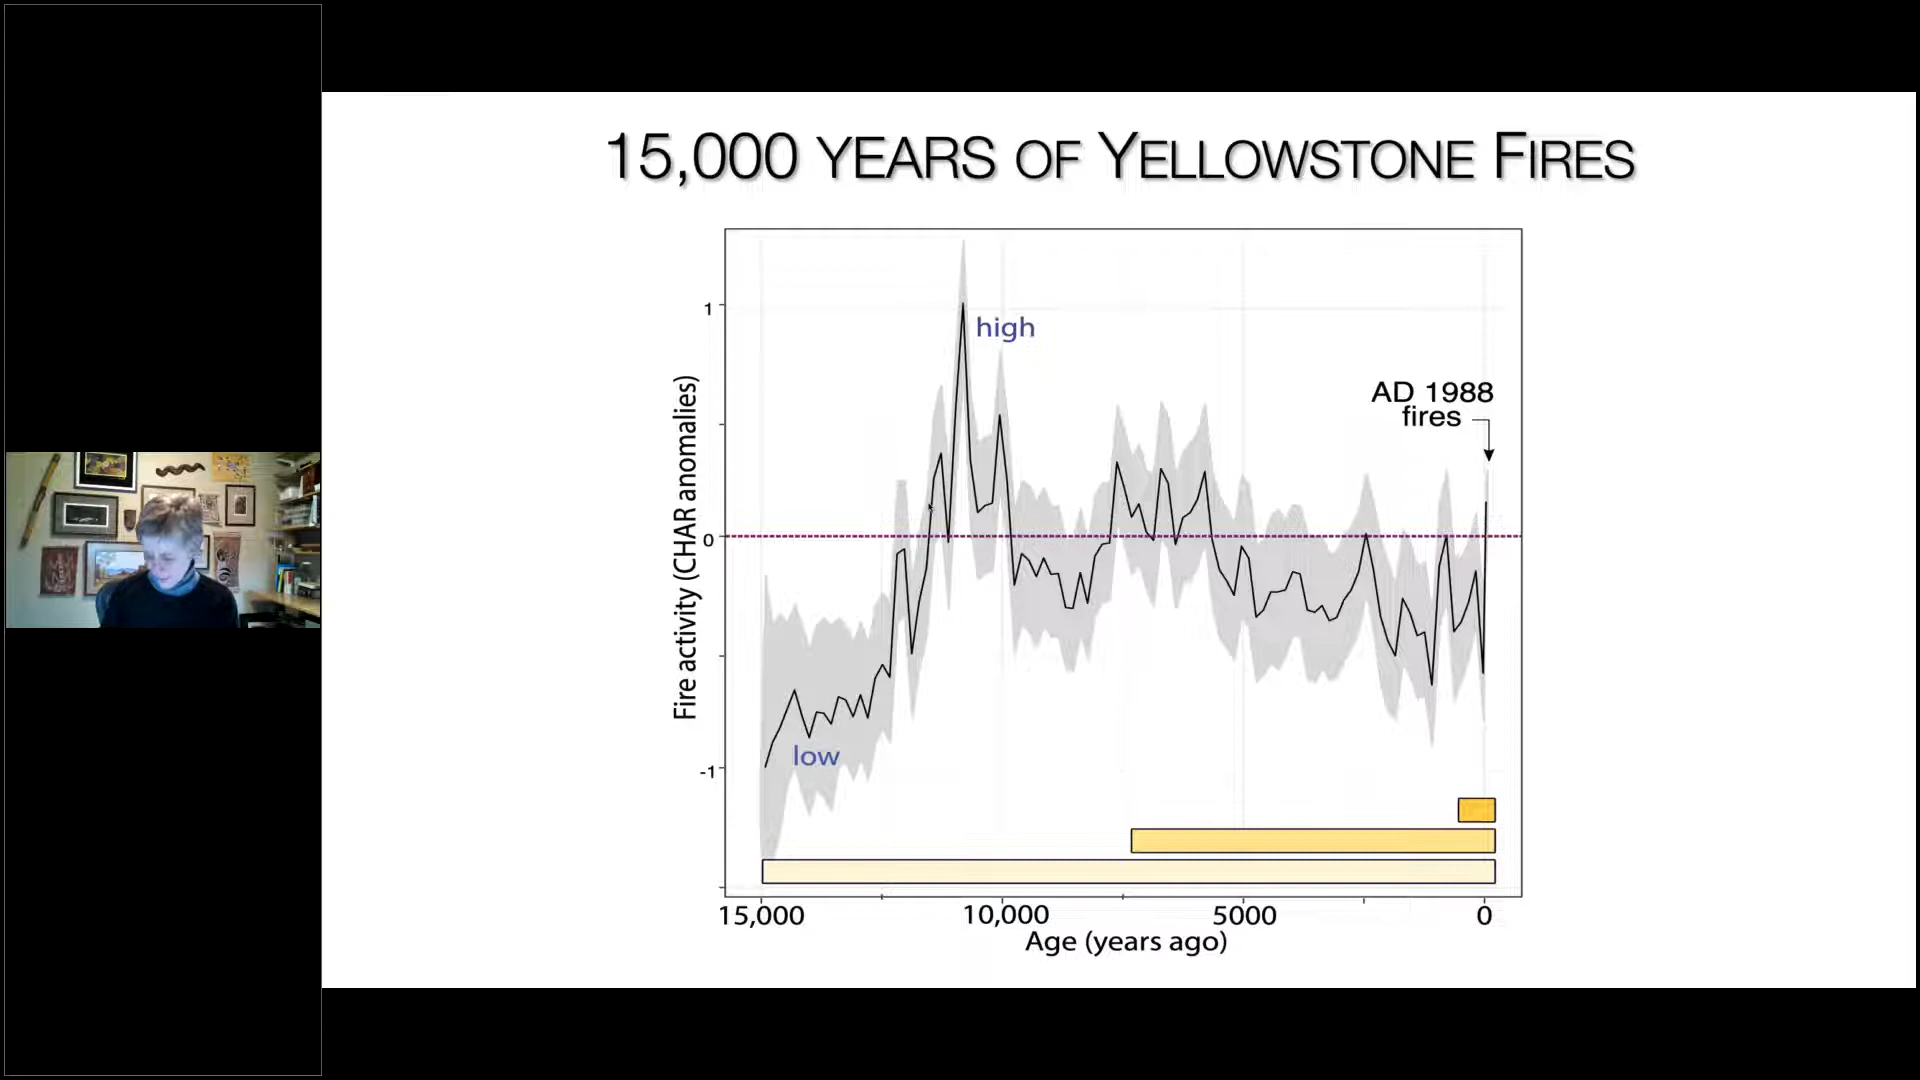 15,000 YEARS OF YELLOWSTONE FIRES
1
high
AD 1988
fires
Fire activity (CHAR anomalies)
0
low
-1
15,000
10,000
5000
0
Age (years ago)